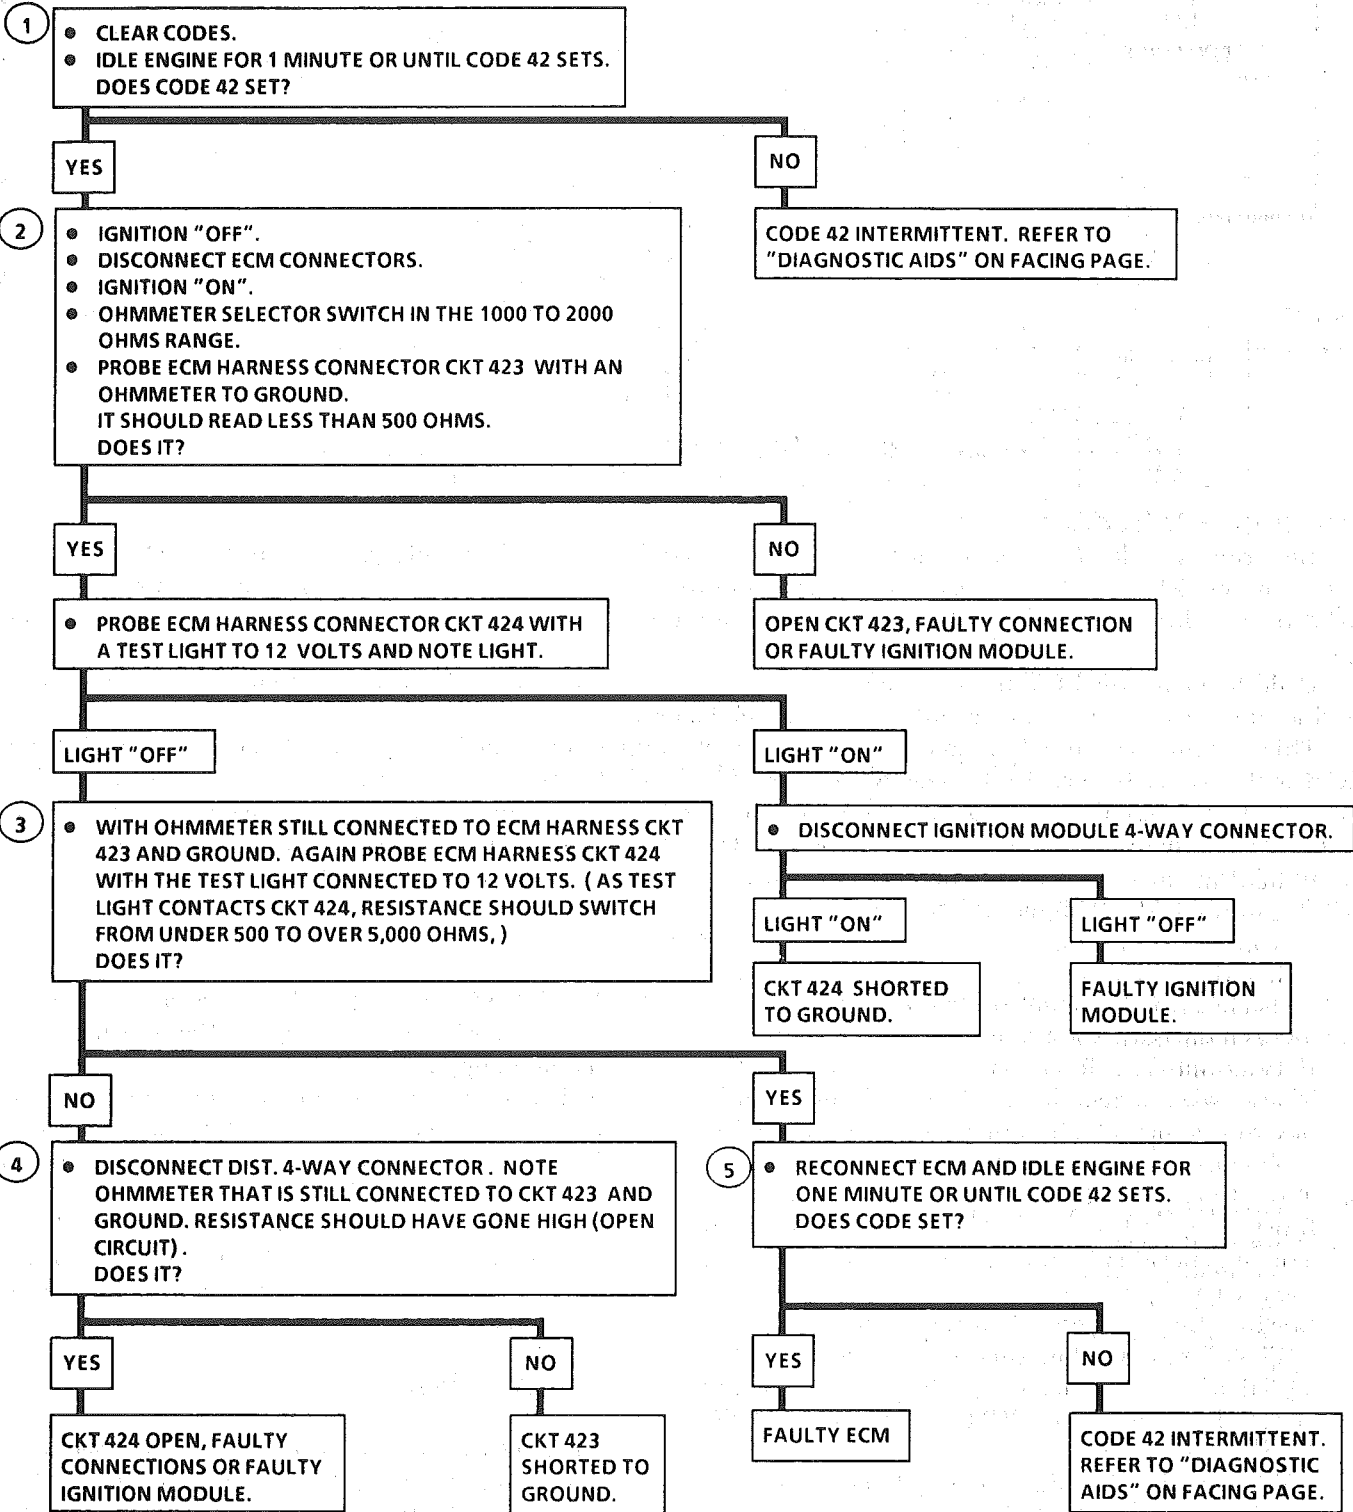 1
● CLEAR CODES.
● IDLE ENGINE FOR 1 MINUTE OR UNTIL CODE 42 SETS.
DOES CODE 42 SET?
YES
NO
2
● IGNITION "OFF".
● DISCONNECT ECM CONNECTORS.
● IGNITION "ON".
● OHMMETER SELECTOR SWITCH IN THE 1000 TO 2000
OHMS RANGE.
● PROBE ECM HARNESS CONNECTOR CKT 423 WITH AN
OHMMETER TO GROUND.
IT SHOULD READ LESS THAN 500 OHMS.
DOES IT?
CODE 42 INTERMITTENT. REFER TO
"DIAGNOSTIC AIDS" ON FACING PAGE.
YES
NO
● PROBE ECM HARNESS CONNECTOR CKT 424 WITH
A TEST LIGHT TO 12 VOLTS AND NOTE LIGHT.
OPEN CKT 423, FAULTY CONNECTION
OR FAULTY IGNITION MODULE.
LIGHT "OFF"
LIGHT "ON"
3
● WITH OHMMETER STILL CONNECTED TO ECM HARNESS CKT
423 AND GROUND. AGAIN PROBE ECM HARNESS CKT 424
WITH THE TEST LIGHT CONNECTED TO 12 VOLTS. ( AS TEST
LIGHT CONTACTS CKT 424, RESISTANCE SHOULD SWITCH
FROM UNDER 500 TO OVER 5,000 OHMS, )
DOES IT?
● DISCONNECT IGNITION MODULE 4-WAY CONNECTOR.
LIGHT "ON"
LIGHT "OFF"
CKT 424 SHORTED
TO GROUND.
FAULTY IGNITION
MODULE.
NO
YES
4
● DISCONNECT DIST. 4-WAY CONNECTOR. NOTE
OHMMETER THAT IS STILL CONNECTED TO CKT 423 AND
GROUND. RESISTANCE SHOULD HAVE GONE HIGH (OPEN
CIRCUIT).
DOES IT?
5
● RECONNECT ECM AND IDLE ENGINE FOR
ONE MINUTE OR UNTIL CODE 42 SETS.
DOES CODE SET?
YES
NO
YES
NO
CKT 424 OPEN, FAULTY
CONNECTIONS OR FAULTY
IGNITION MODULE.
CKT 423
SHORTED TO
GROUND.
FAULTY ECM
CODE 42 INTERMITTENT.
REFER TO "DIAGNOSTIC
AIDS" ON FACING PAGE.